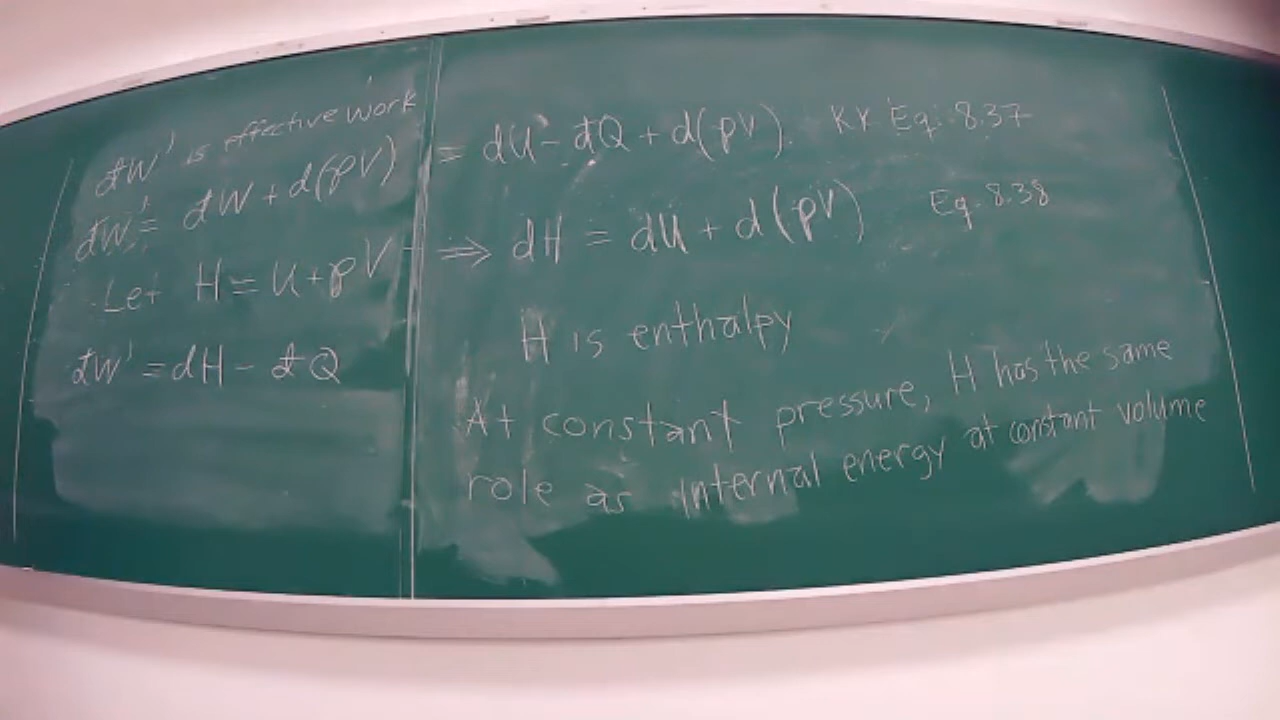 đW' is effective work
đW' = đW + d(pV) = dU - đQ + d(pV). KK Eq. 8.37
Let H = U + pV ⟹ dH = dU + d(pV) Eq. 8.38
đW' = dH - đQ
H is enthalpy
At constant pressure, H has the same
role as internal energy at constant volume